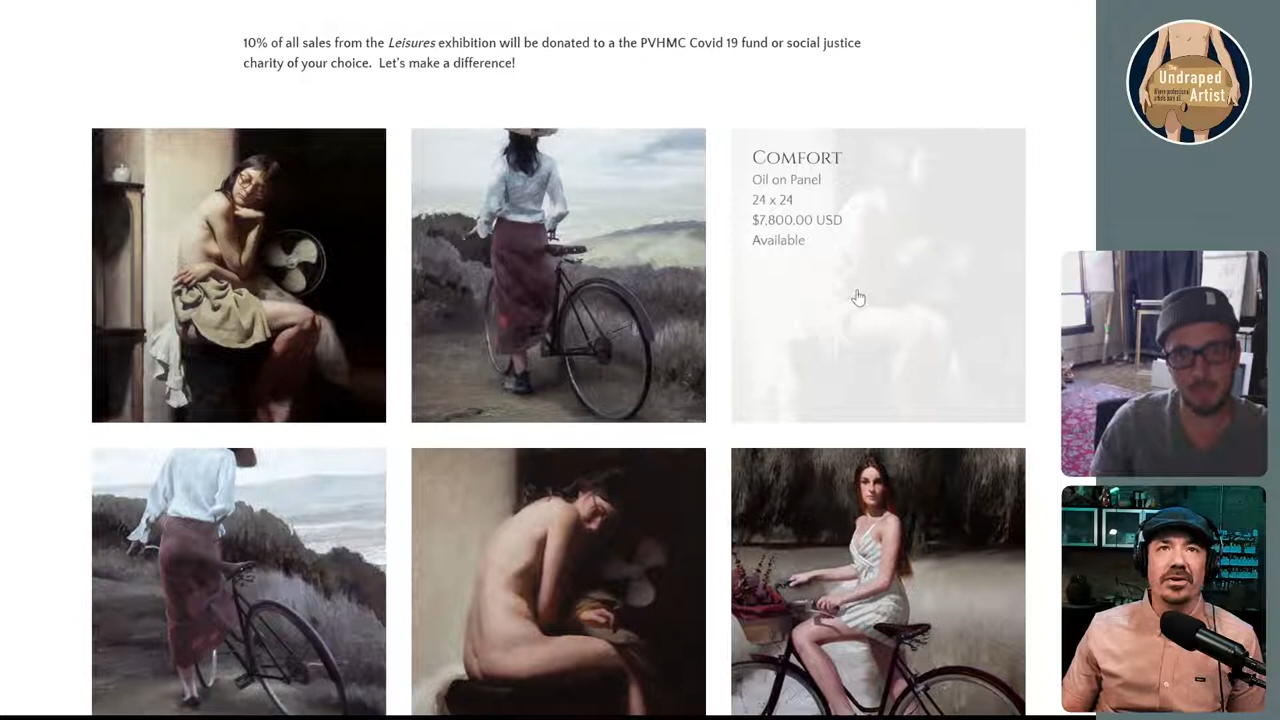 10% of all sales from the Leisures exhibition will be donated to a the PVHMC Covid 19 fund or social justice
charity of your choice.  Let's make a difference!
The
Undraped
Artist
COMFORT
Oil on Panel
24 x 24
$7,800.00 USD
Available